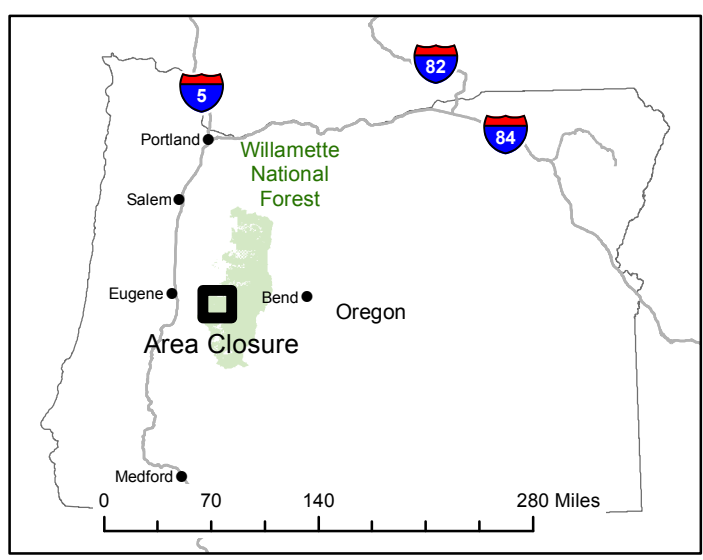 82
5
84
Portland
Willamette
National
Forest
Salem
Eugene
Bend
Oregon
Area Closure
Medford
0 70 140 280 Miles